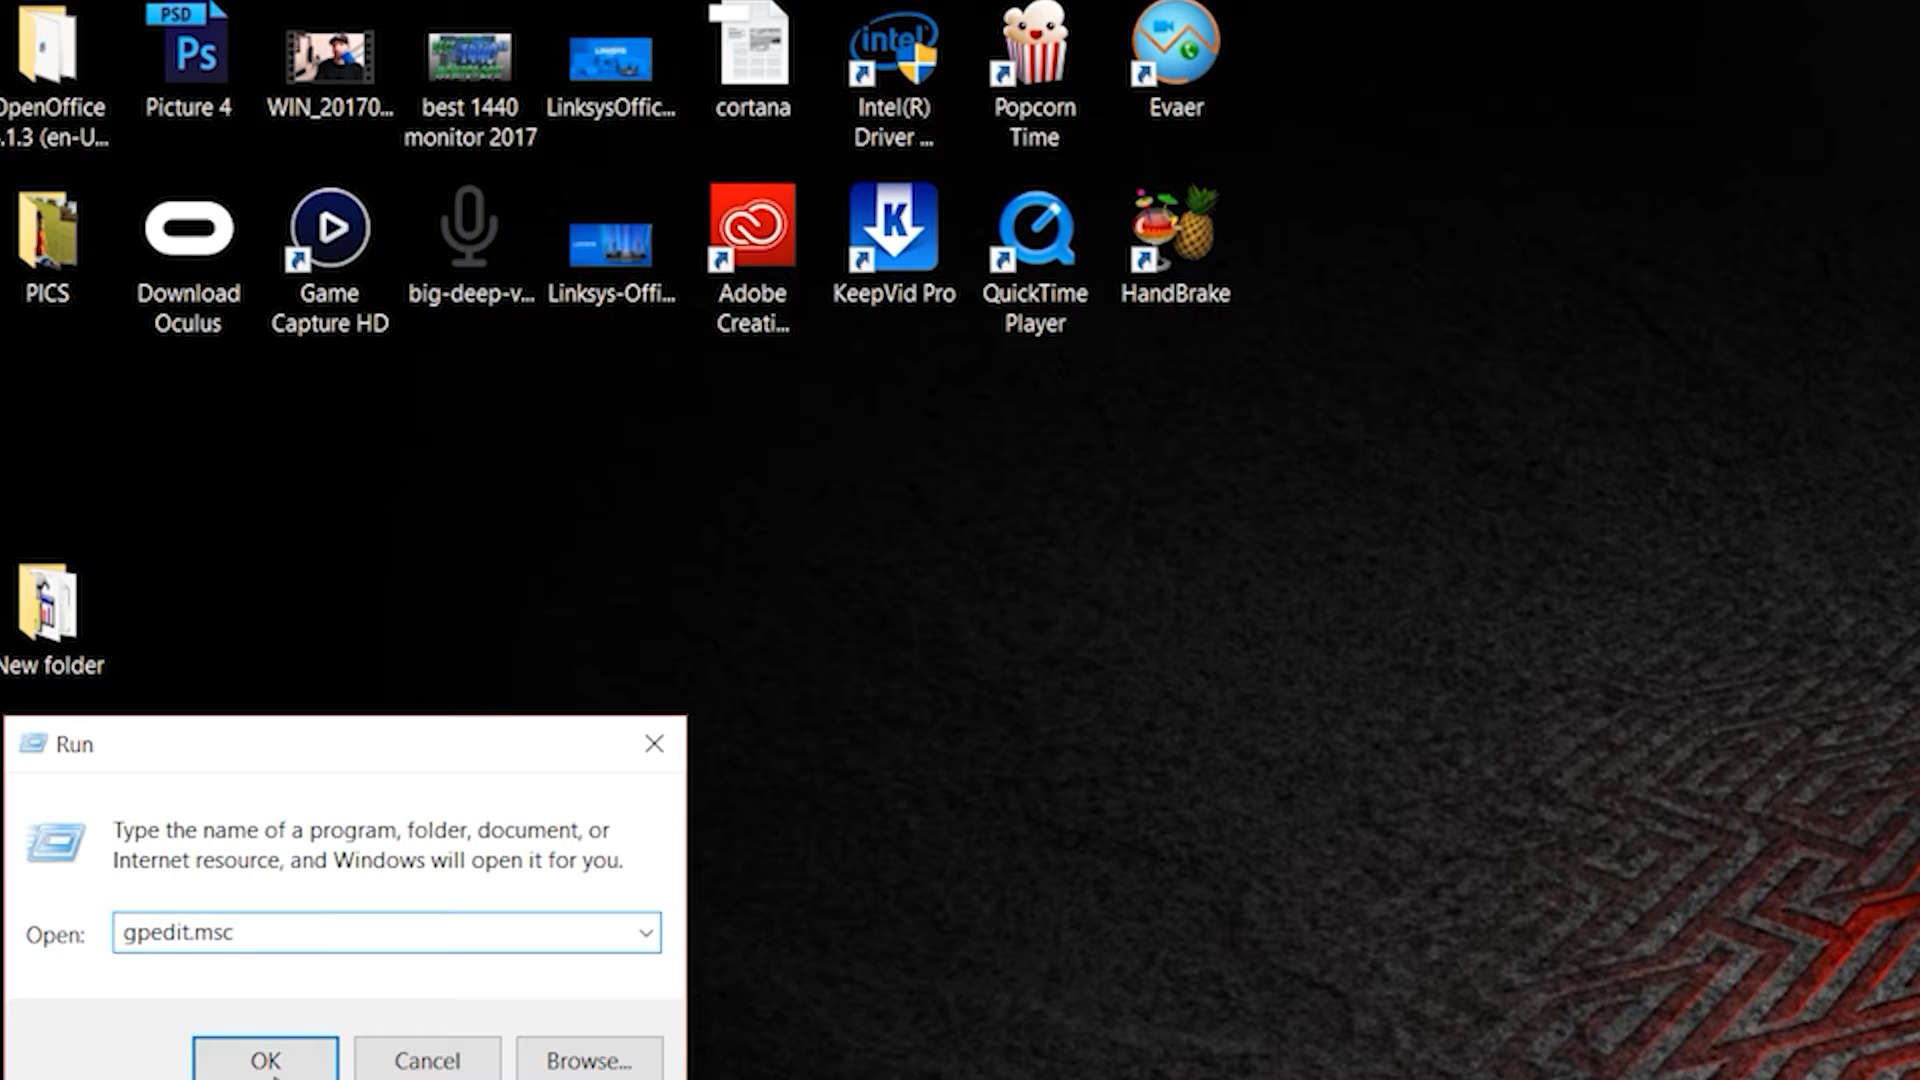 PSD
Ps
intel
K
OpenOffice
.1.3 (en-U...
Picture 4
WIN_20170...
best 1440
monitor 2017
LINKSYS
LinksysOffic...
cortana
Intel(R)
Driver ...
Popcorn
Time
Evaer
PICS
Download
Oculus
Game
Capture HD
big-deep-v...
Linksys-Offi...
Adobe
Creati...
KeepVid Pro
QuickTime
Player
HandBrake
New folder
Run
Type the name of a program, folder, document, or
Internet resource, and Windows will open it for you.
Open:
gpedit.msc
OK
Cancel
Browse...